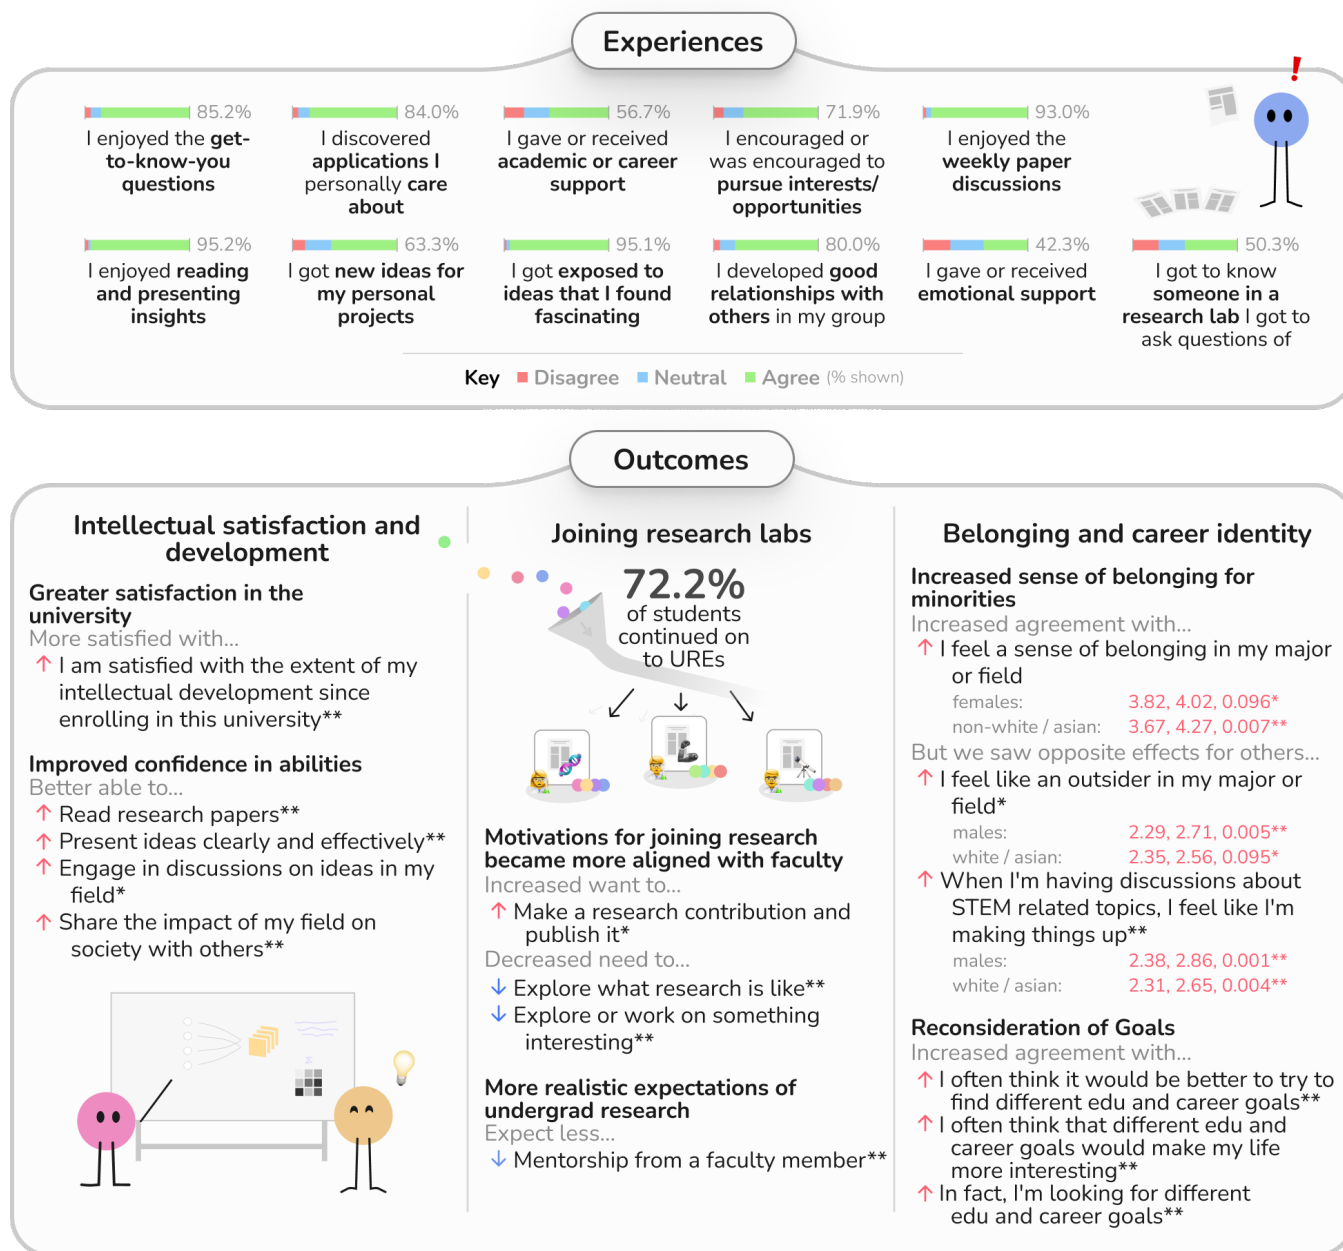 Experiences
85.2%
I enjoyed the get-
to-know-you
questions
84.0%
I discovered
applications I
personally care
about
56.7%
I gave or received
academic or career
support
71.9%
I encouraged or
was encouraged to
pursue interests/
opportunities
93.0%
I enjoyed the
weekly paper
discussions
!
95.2%
I enjoyed reading
and presenting
insights
63.3%
I got new ideas for
my personal
projects
95.1%
I got exposed to
ideas that I found
fascinating
80.0%
I developed good
relationships with
others in my group
42.3%
I gave or received
emotional support
50.3%
I got to know
someone in a
research lab I got to
ask questions of
Key Disagree Neutral Agree (% shown)
Outcomes
Intellectual satisfaction and
development
Greater satisfaction in the
university
More satisfied with...
↑ I am satisfied with the extent of my
intellectual development since
enrolling in this university**
Improved confidence in abilities
Better able to...
↑ Read research papers**
↑ Present ideas clearly and effectively**
↑ Engage in discussions on ideas in my
field*
↑ Share the impact of my field on
society with others**
Joining research labs
72.2%
of students
continued on
to UREs
Motivations for joining research
became more aligned with faculty
Increased want to...
↑ Make a research contribution and
publish it*
Decreased need to...
↓ Explore what research is like**
↓ Explore or work on something
interesting**
More realistic expectations of
undergrad research
Expect less...
↓ Mentorship from a faculty member**
Belonging and career identity
Increased sense of belonging for
minorities
Increased agreement with...
↑ I feel a sense of belonging in my major
or field
females: 3.82, 4.02, 0.096*
non-white / asian: 3.67, 4.27, 0.007**
But we saw opposite effects for others...
↑ I feel like an outsider in my major or
field*
males: 2.29, 2.71, 0.005**
white / asian: 2.35, 2.56, 0.095*
↑ When I'm having discussions about
STEM related topics, I feel like I'm
making things up**
males: 2.38, 2.86, 0.001**
white / asian: 2.31, 2.65, 0.004**
Reconsideration of Goals
Increased agreement with...
↑ I often think it would be better to try to
find different edu and career goals**
↑ I often think that different edu and
career goals would make my life
more interesting**
↑ In fact, I'm looking for different
edu and career goals**